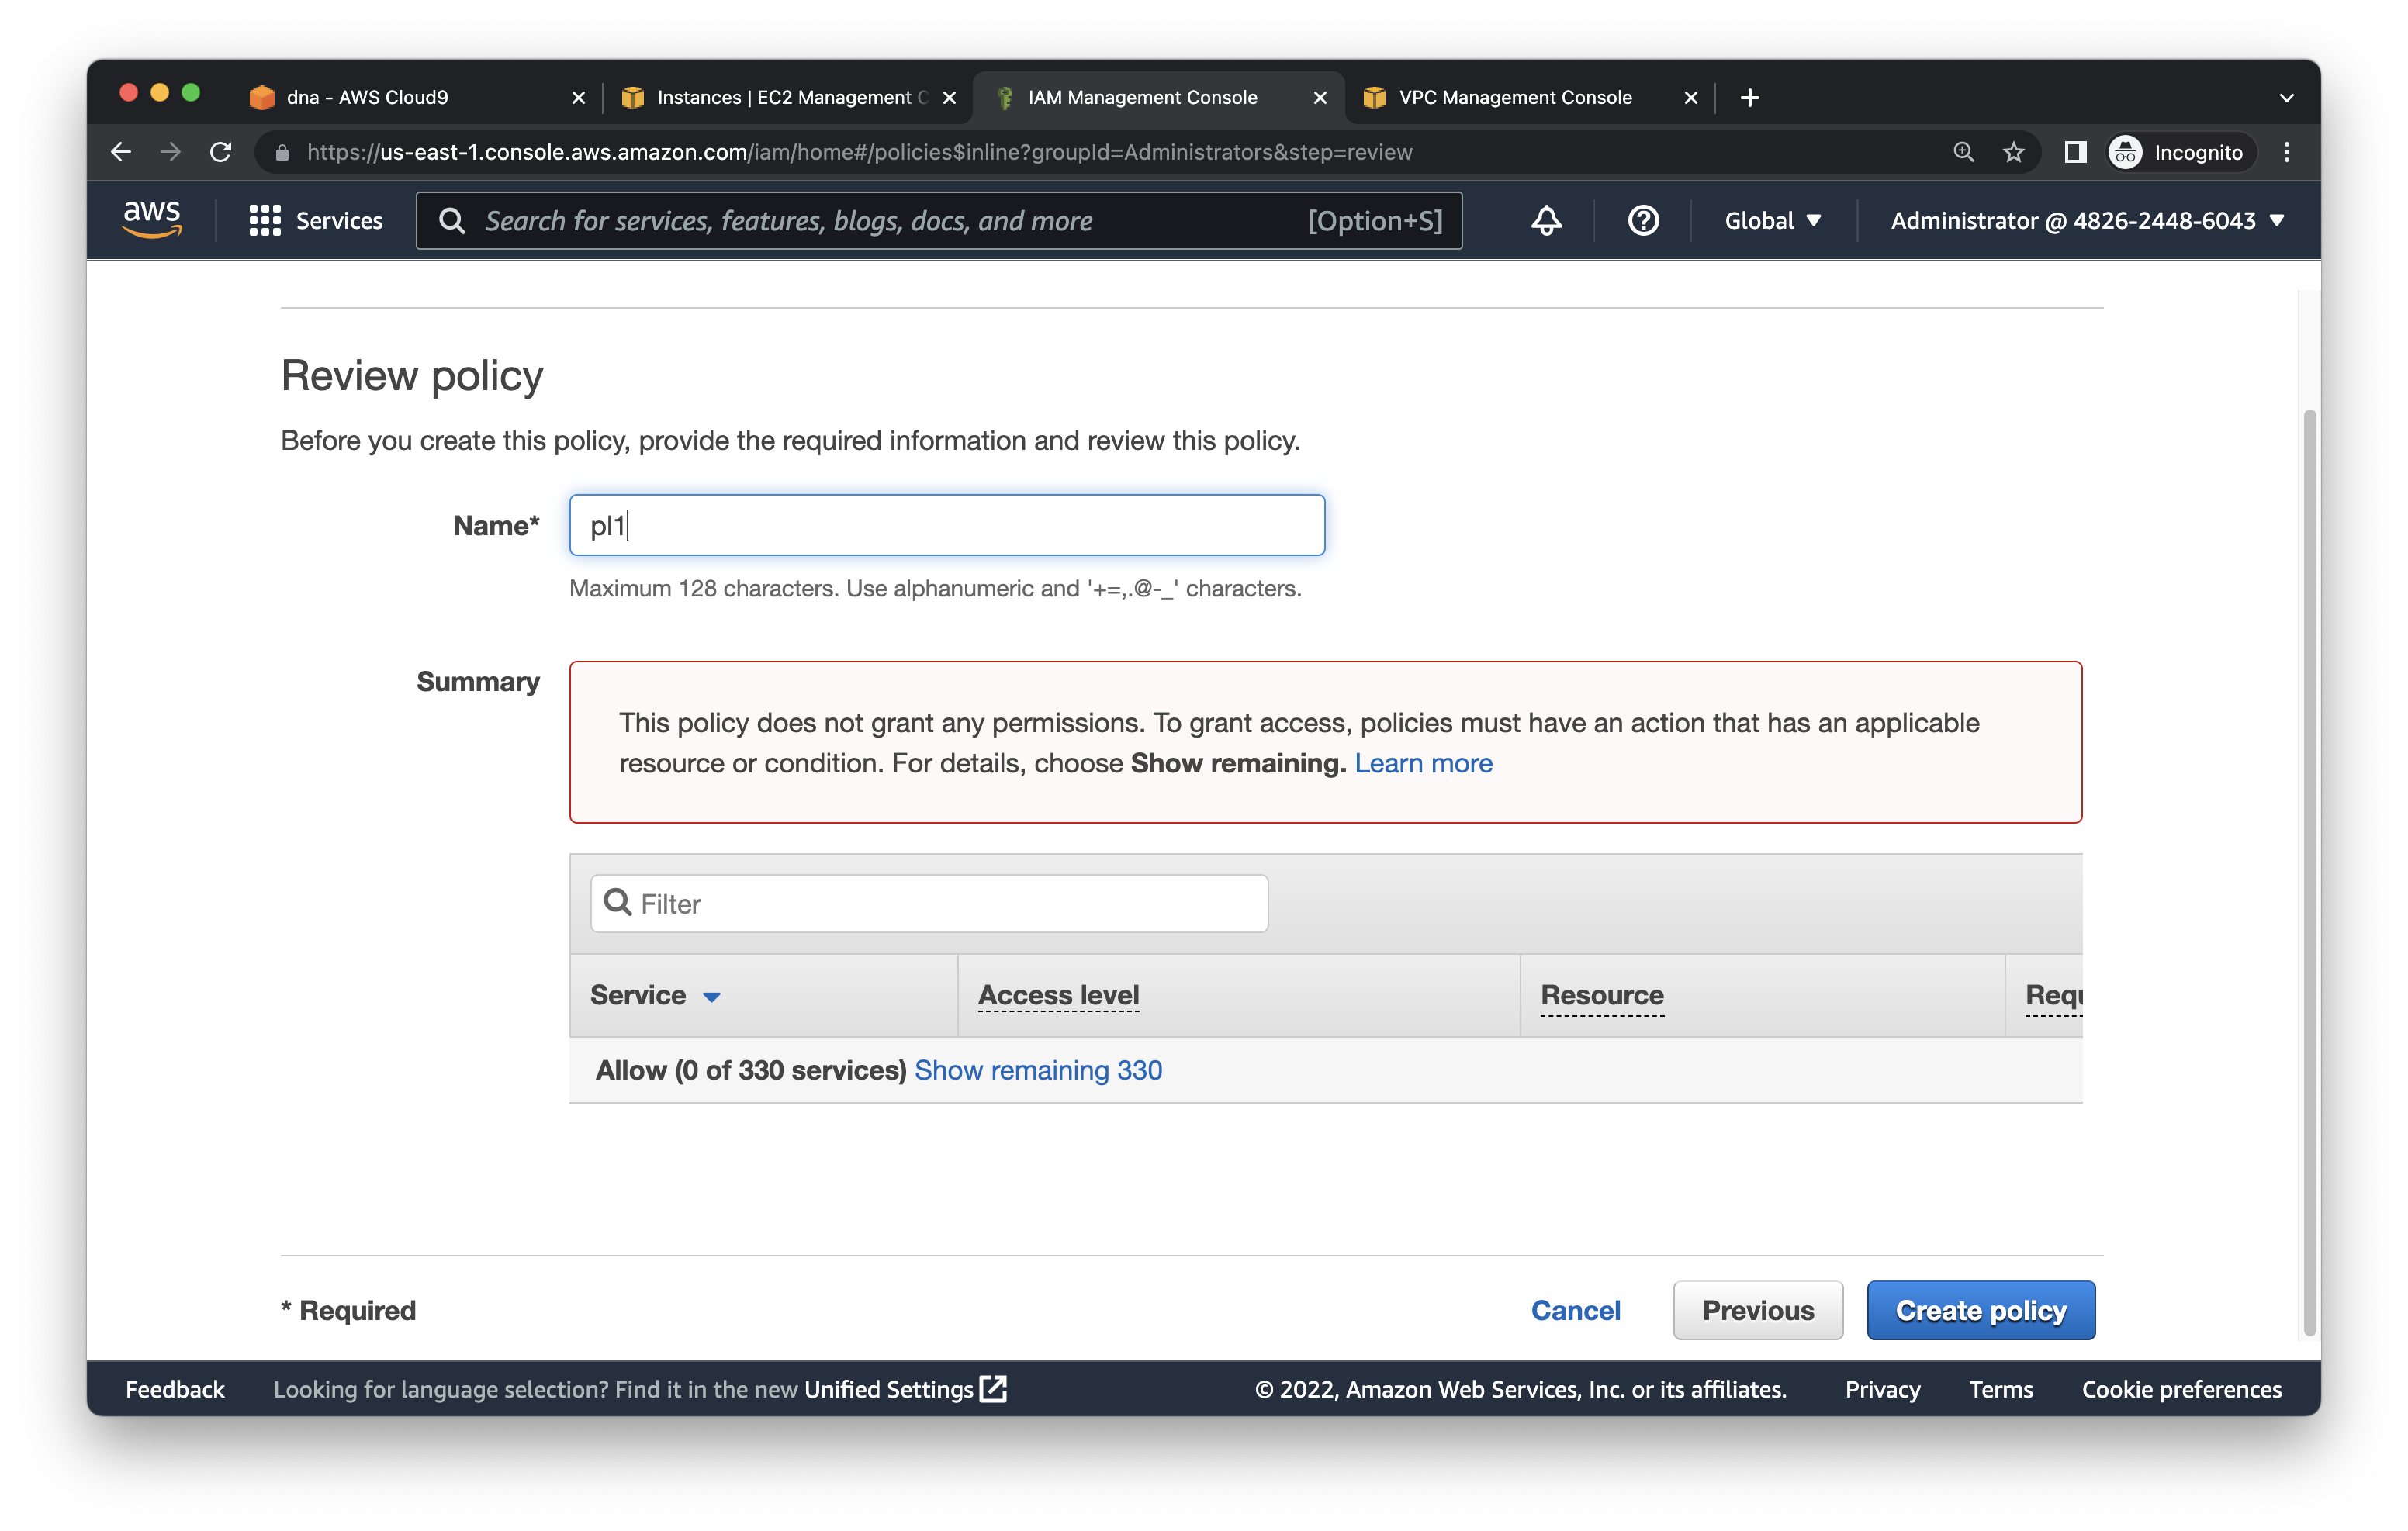 dna - AWS Cloud9
Instances | EC2 Management C
IAM Management Console
VPC Management Console
https://us-east-1.console.aws.amazon.com/iam/home#/policies$inline?groupId=Administrators&step=review
Incognito
aws
Services
Search for services, features, blogs, docs, and more
[Option+S]
Global
Administrator @ 4826-2448-6043
Review policy
Before you create this policy, provide the required information and review this policy.
Name*
pl1
Maximum 128 characters. Use alphanumeric and '+=,.@-_' characters.
Summary
This policy does not grant any permissions. To grant access, policies must have an action that has an applicable
resource or condition. For details, choose Show remaining. Learn more
Filter
Service
Access level
Resource
Requ
Allow (0 of 330 services) Show remaining 330
* Required
Cancel
Previous
Create policy
Feedback
Looking for language selection? Find it in the new Unified Settings
© 2022, Amazon Web Services, Inc. or its affiliates.
Privacy
Terms
Cookie preferences